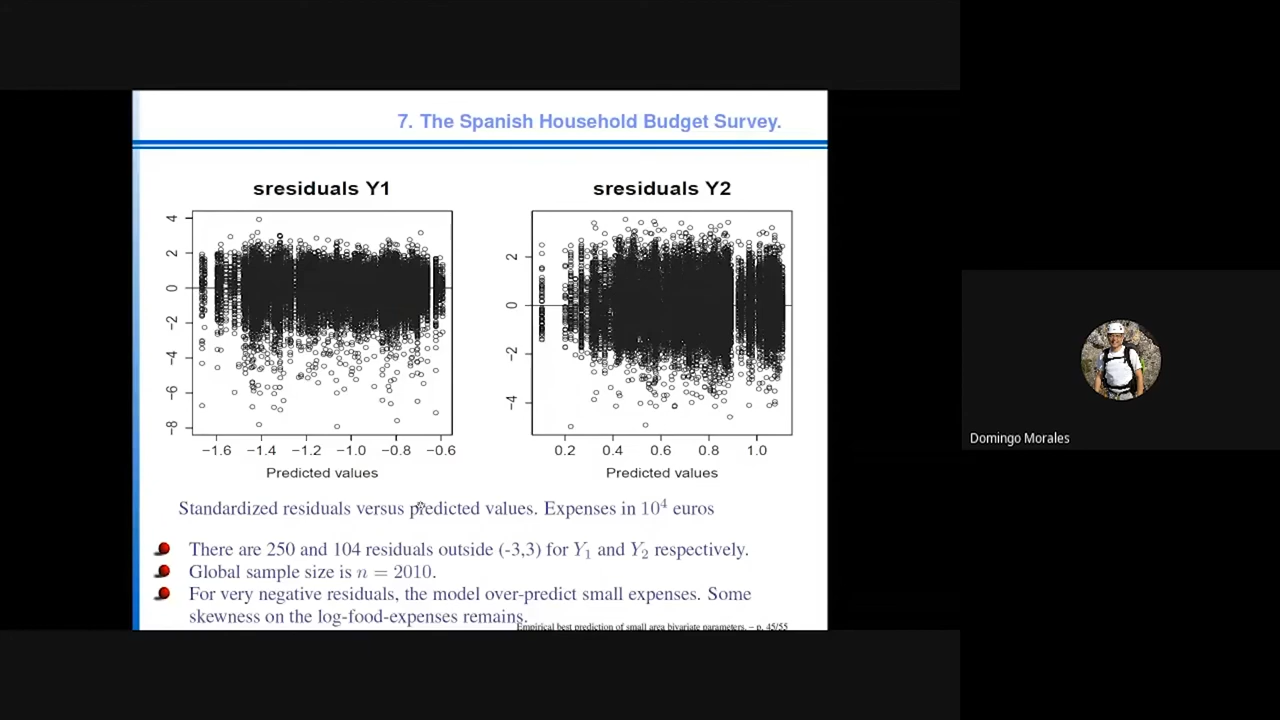 7. The Spanish Household Budget Survey.
sresiduals Y1
sresiduals Y2
4
2
0
−2
−4
−6
−8
−1.6 −1.4 −1.2 −1.0 −0.8 −0.6
Predicted values
2
0
−2
−4
0.2 0.4 0.6 0.8 1.0
Predicted values
Standardized residuals versus predicted values. Expenses in 10⁴ euros
There are 250 and 104 residuals outside (-3,3) for Y₁ and Y₂ respectively.
Global sample size is n = 2010.
For very negative residuals, the model over-predict small expenses. Some
skewness on the log-food-expenses remains.
Empirical best prediction of small area bivariate parameters. – p. 45/55
Domingo Morales